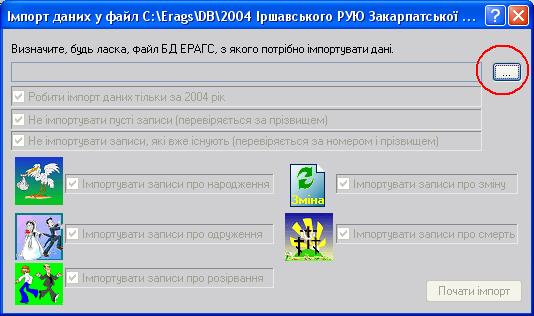 Імпорт даних у файл C:\Erags\DB\2004 Іршавського РУЮ Закарпатської ...
Визначте, будь ласка, файл БД ЕРАГС, з якого потрібно імпортувати дані.
...
Робити імпорт даних тільки за 2004 рік
Не імпортувати пусті записи (перевіряється за прізвищем)
Не імпортувати записи, які вже існують (перевіряється за номером і прізвищем)
Імпортувати записи про народження
Зміна
Імпортувати записи про зміну
Імпортувати записи про одруження
Імпортувати записи про смерть
Імпортувати записи про розірвання
Почати імпорт